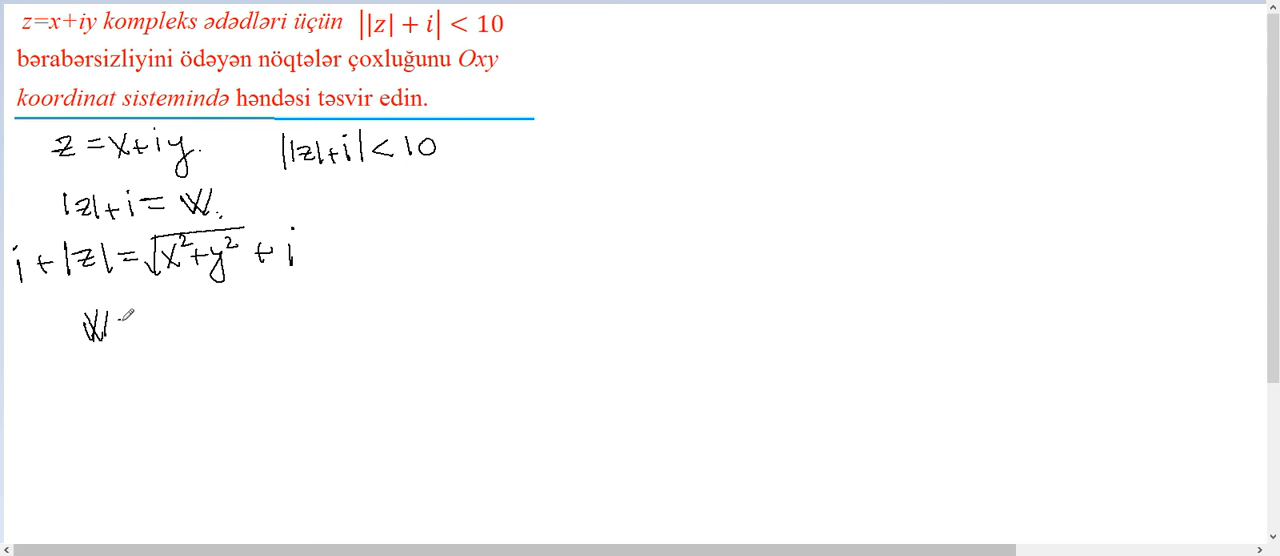 z=x+iy kompleks ədədləri üçün ||z| + i| < 10
bərabərsizliyini ödəyən nöqtələr çoxluğunu Oxy
koordinat sistemində həndəsi təsvir edin.
z = x+iy. ||z|+i| < 10
|z|+i = W.
i + |z| = √x²+y² + i
W -